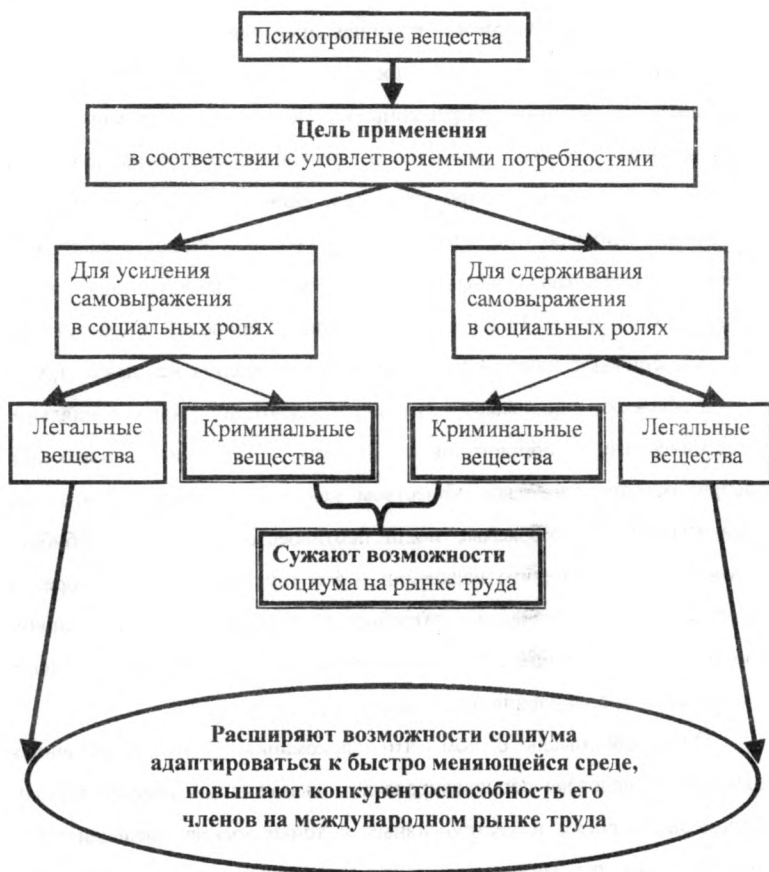 Психотропные вещества
Цель применения
в соответствии с удовлетворяемыми потребностями
Для усиления
самовыражения
в социальных ролях
Для сдерживания
самовыражения
в социальных ролях
Легальные
вещества
Криминальные
вещества
Криминальные
вещества
Легальные
вещества
Сужают возможности
социума на рынке труда
Расширяют возможности социума
адаптироваться к быстро меняющейся среде,
повышают конкурентоспособность его
членов на международном рынке труда